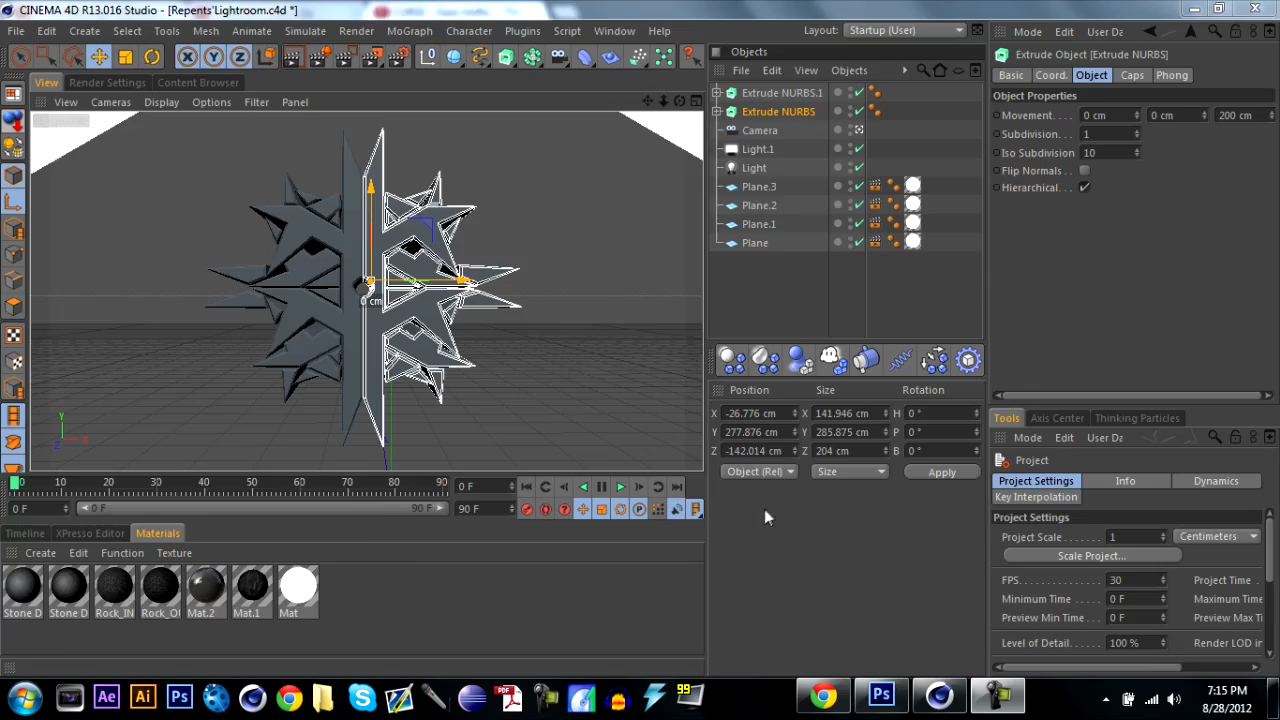 CINEMA 4D R13.016 Studio - [Repents'Lightroom.c4d *]
File Edit Create Select Tools Mesh Animate Simulate Render MoGraph Character Plugins Script Window Help
Layout: Startup (User)
View Render Settings Content Browser
View Cameras Display Options Filter Panel
0 cm
Y
X
Z
0 10 20 30 40 50 60 70 80 90 0 F
0 F 0 F 90 F 90 F
Timeline XPresso Editor Materials
Create Edit Function Texture
Stone D Stone D Rock_IN Rock_O Mat.2 Mat.1 Mat
Objects
File Edit View Objects
Extrude NURBS.1
Extrude NURBS
Camera
Light.1
Light
Plane.3
Plane.2
Plane.1
Plane
Position Size Rotation
X -26.776 cm X 141.946 cm H 0 °
Y 277.876 cm Y 285.875 cm P 0 °
Z -142.014 cm Z 204 cm B 0 °
Object (Rel) Size Apply
Mode Edit User Da
Extrude Object [Extrude NURBS]
Basic Coord. Object Caps Phong
Object Properties
Movement . . . . 0 cm 0 cm 200 cm
Subdivision . . . 1
Iso Subdivision 10
Flip Normals . .
Hierarchical . . .
Tools Axis Center Thinking Particles
Mode Edit User Da
Project
Project Settings Info Dynamics
Key Interpolation
Project Settings
Project Scale 1 Centimeters
Scale Project...
FPS 30 Project Time
Minimum Time 0 F Maximum Time
Preview Min Time 0 F Preview Max Ti
Level of Detail 100 % Render LOD in
Ae Ai Ps PDF 99 Ps
7:15 PM
8/28/2012